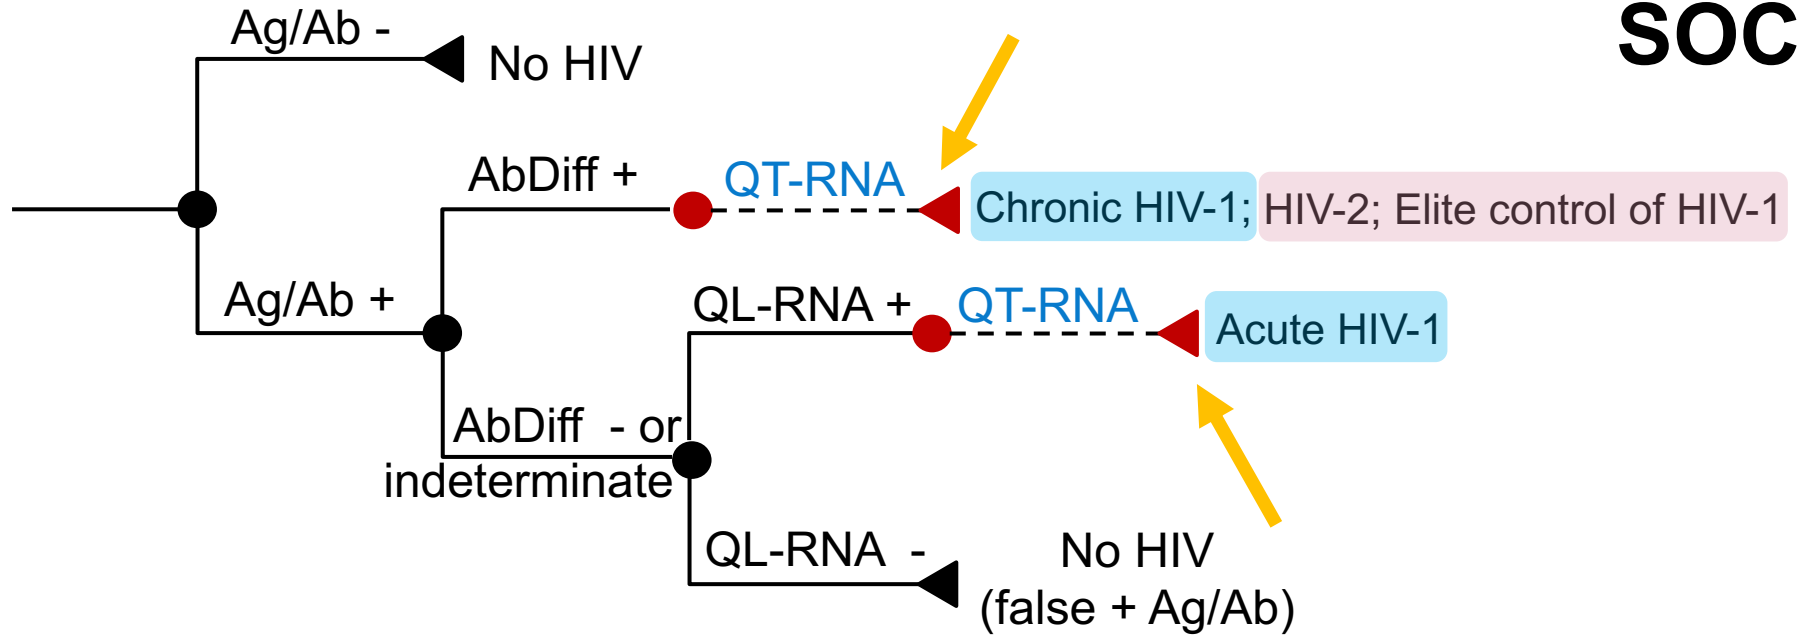 SOC
Ag/Ab -
No HIV
AbDiff +
QT-RNA
Chronic HIV-1; HIV-2; Elite control of HIV-1
Ag/Ab +
QL-RNA +
QT-RNA
Acute HIV-1
AbDiff - or
indeterminate
QL-RNA -
No HIV
(false + Ag/Ab)